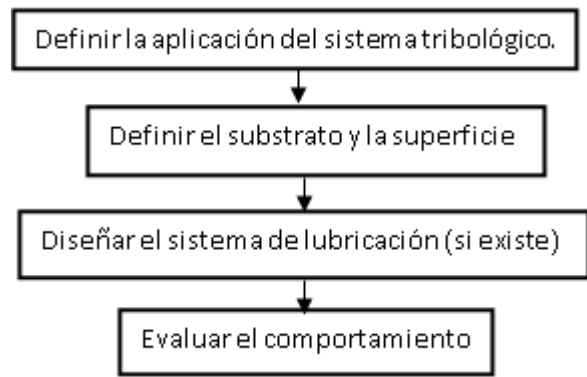 Definir la aplicación del sistema tribológico.
Definir el substrato y la superficie
Diseñar el sistema de lubricación (si existe)
Evaluar el comportamiento